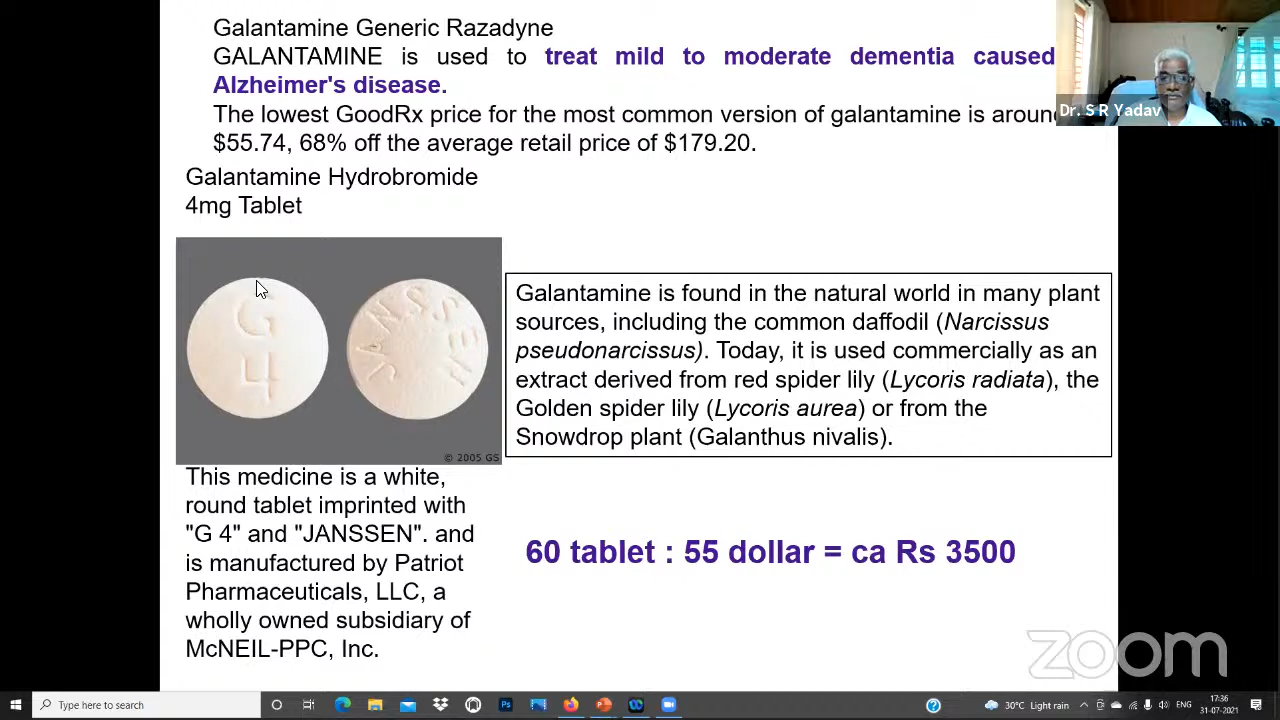 Galantamine Generic Razadyne
GALANTAMINE is used to treat mild to moderate dementia caused
Alzheimer's disease.
The lowest GoodRx price for the most common version of galantamine is aroun
$55.74, 68% off the average retail price of $179.20.
Dr. S R Yadav
Galantamine Hydrobromide
4mg Tablet
G
4
JANSSEN
© 2005 GS
Galantamine is found in the natural world in many plant
sources, including the common daffodil (Narcissus
pseudonarcissus). Today, it is used commercially as an
extract derived from red spider lily (Lycoris radiata), the
Golden spider lily (Lycoris aurea) or from the
Snowdrop plant (Galanthus nivalis).
This medicine is a white,
round tablet imprinted with
"G 4" and "JANSSEN". and
is manufactured by Patriot
Pharmaceuticals, LLC, a
wholly owned subsidiary of
McNEIL-PPC, Inc.
60 tablet : 55 dollar = ca Rs 3500
zoom
Type here to search
30°C Light rain
ENG
17:36
31-07-2021